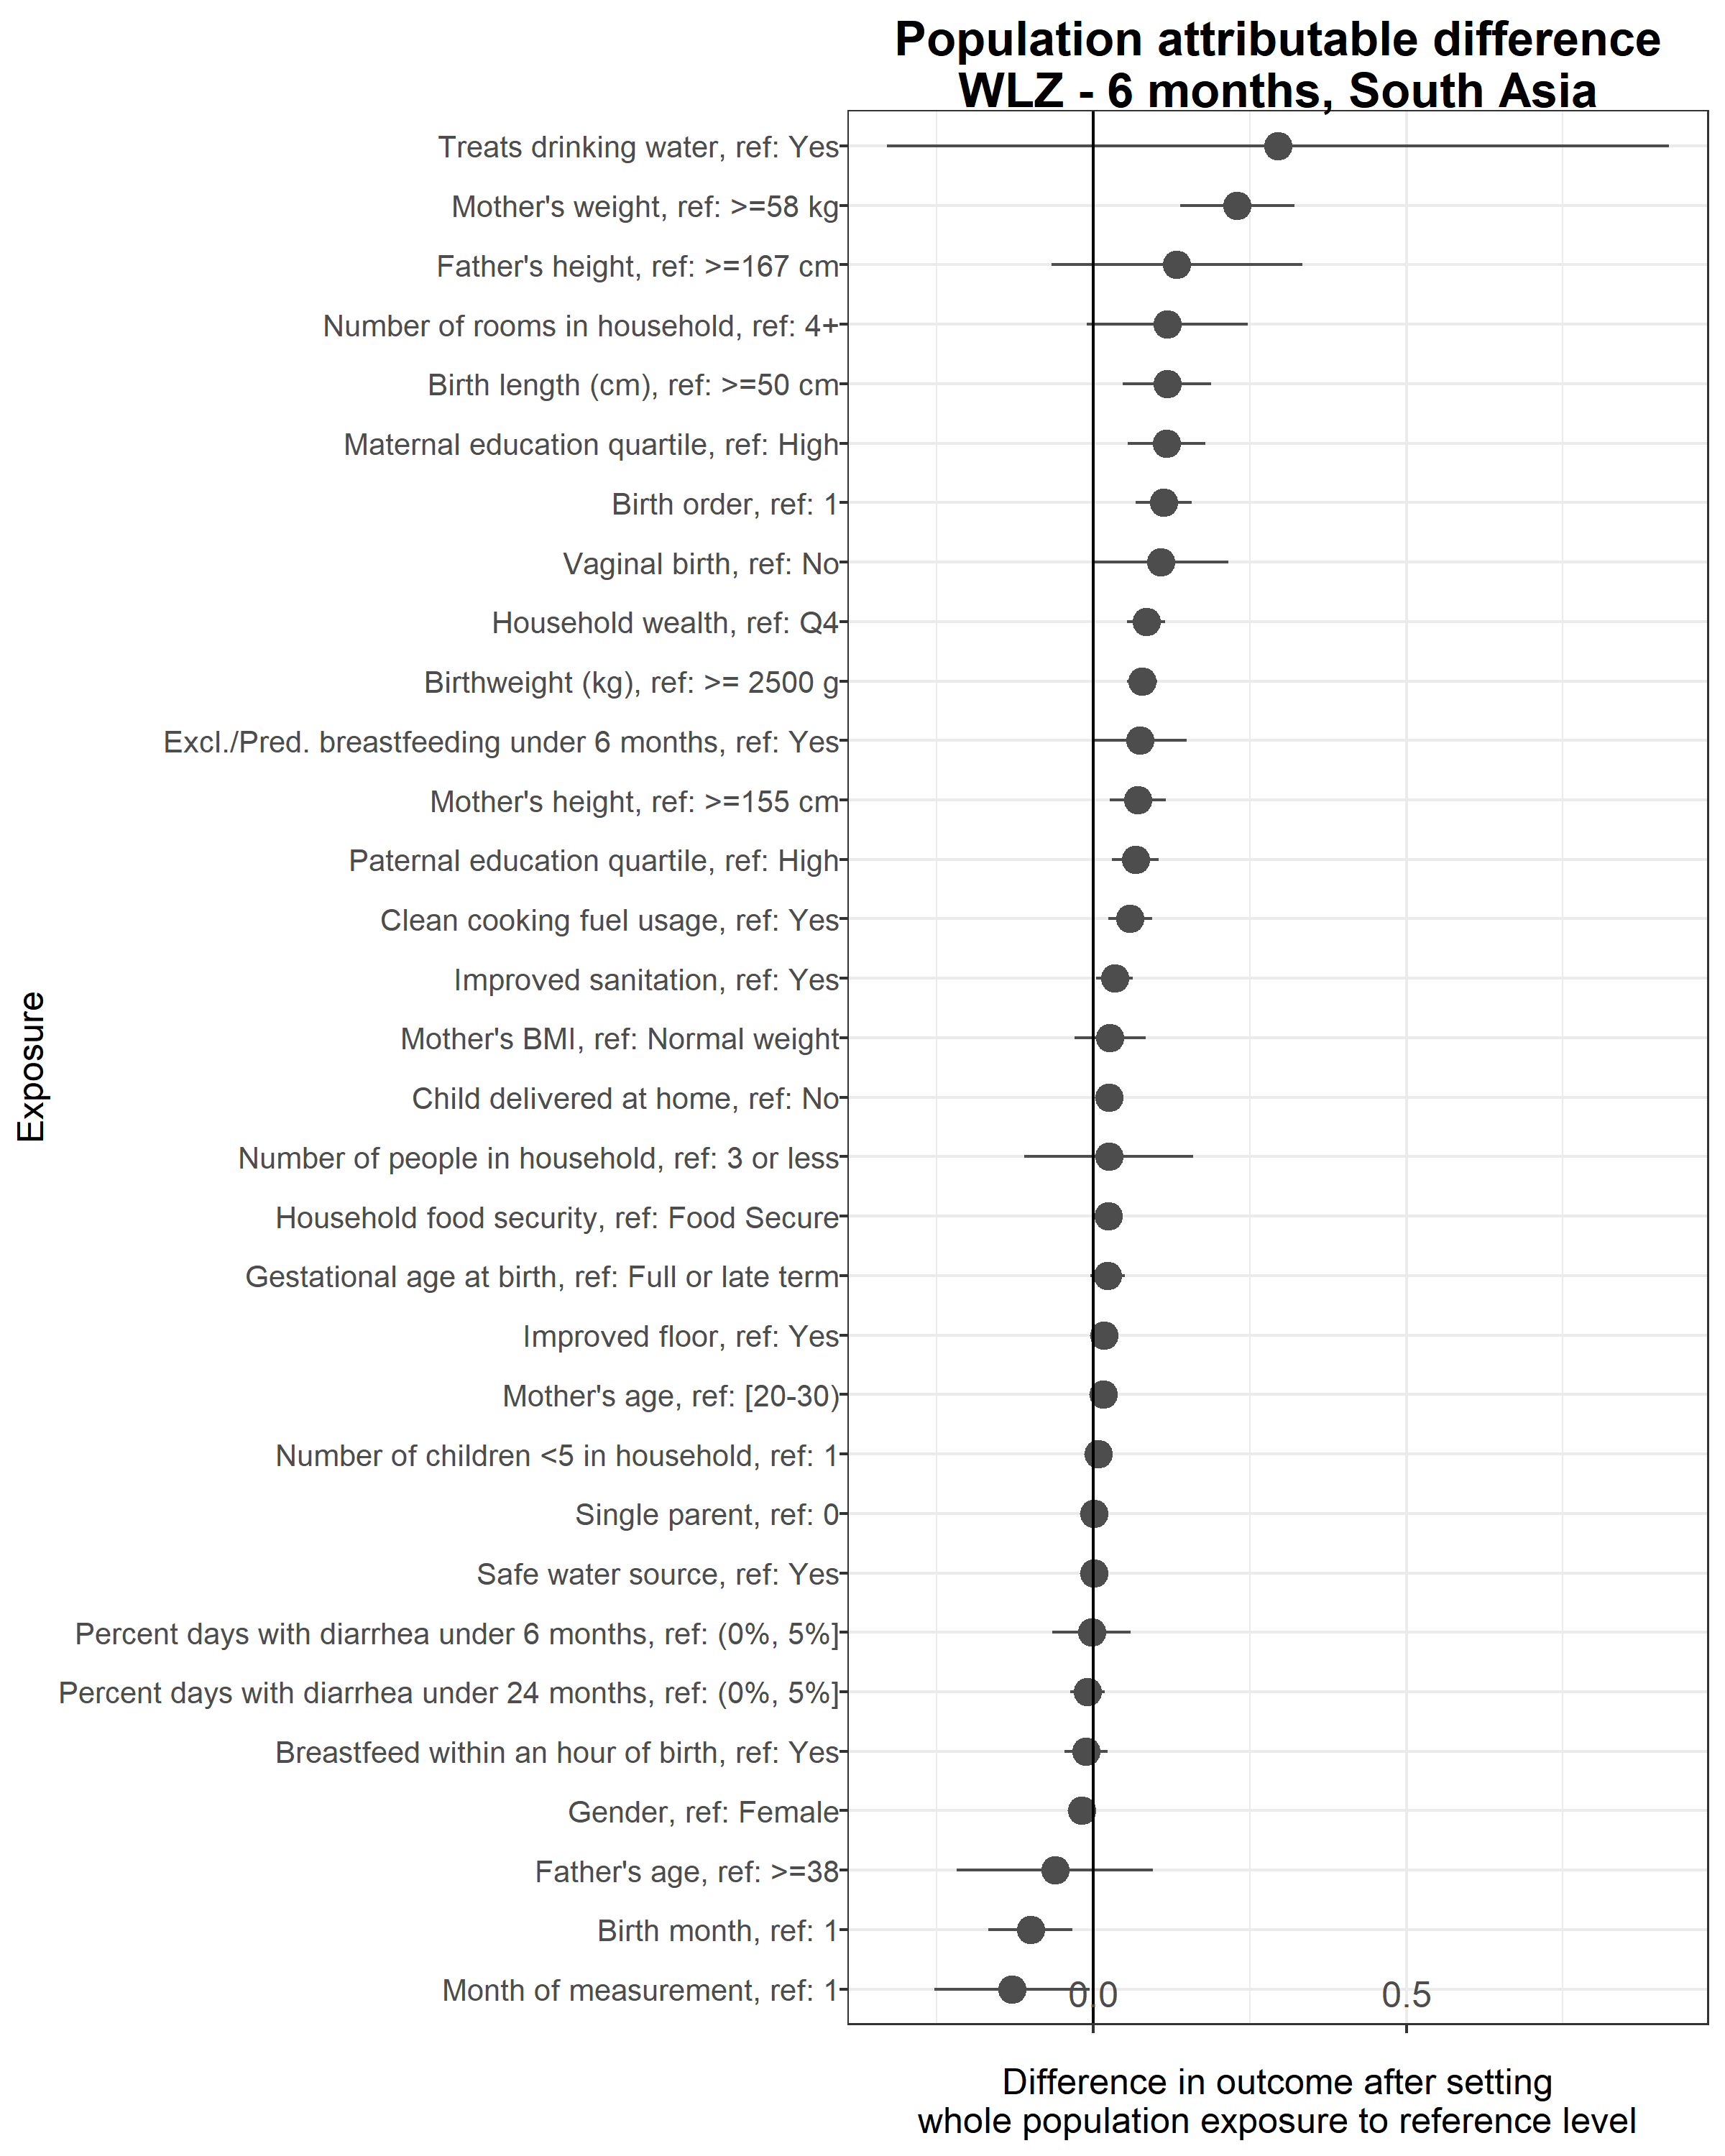 Population attributable difference
WLZ - 6 months, South Asia
Treats drinking water, ref: Yes
Mother's weight, ref: >=58 kg
Father's height, ref: >=167 cm
Number of rooms in household, ref: 4+
Birth length (cm), ref: >=50 cm
Maternal education quartile, ref: High
Birth order, ref: 1
Vaginal birth, ref: No
Household wealth, ref: Q4
Birthweight (kg), ref: >= 2500 g
Excl./Pred. breastfeeding under 6 months, ref: Yes
Mother's height, ref: >=155 cm
Paternal education quartile, ref: High
Clean cooking fuel usage, ref: Yes
Improved sanitation, ref: Yes
Mother's BMI, ref: Normal weight
Child delivered at home, ref: No
Number of people in household, ref: 3 or less
Household food security, ref: Food Secure
Gestational age at birth, ref: Full or late term
Improved floor, ref: Yes
Mother's age, ref: [20-30)
Number of children <5 in household, ref: 1
Single parent, ref: 0
Safe water source, ref: Yes
Percent days with diarrhea under 6 months, ref: (0%, 5%]
Percent days with diarrhea under 24 months, ref: (0%, 5%]
Breastfeed within an hour of birth, ref: Yes
Gender, ref: Female
Father's age, ref: >=38
Birth month, ref: 1
Month of measurement, ref: 1
Exposure
0.0 0.5
Difference in outcome after setting
whole population exposure to reference level